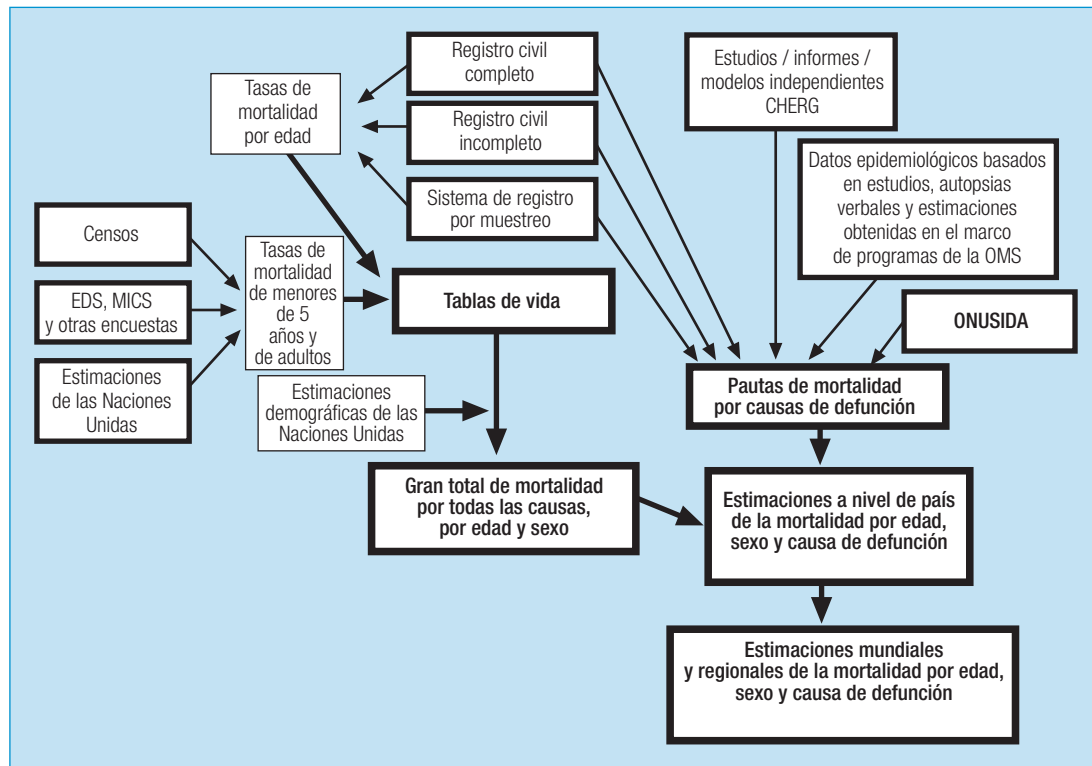 Registro civil
completo
Estudios / informes /
modelos independientes
CHERG
Tasas de
mortalidad
por edad
Registro civil
incompleto
Datos epidemiológicos basados
en estudios, autopsias
verbales y estimaciones
obtenidas en el marco
de programas de la OMS
Sistema de registro
por muestreo
Censos
Tasas de
mortalidad
de menores
de 5
años y
de adultos
EDS, MICS
y otras encuestas
Tablas de vida
ONUSIDA
Estimaciones
de las Naciones
Unidas
Estimaciones
demográficas de las
Naciones Unidas
Pautas de mortalidad
por causas de defunción
Gran total de mortalidad
por todas las causas,
por edad y sexo
Estimaciones a nivel de país
de la mortalidad por edad,
sexo y causa de defunción
Estimaciones mundiales
y regionales de la mortalidad por edad,
sexo y causa de defunción